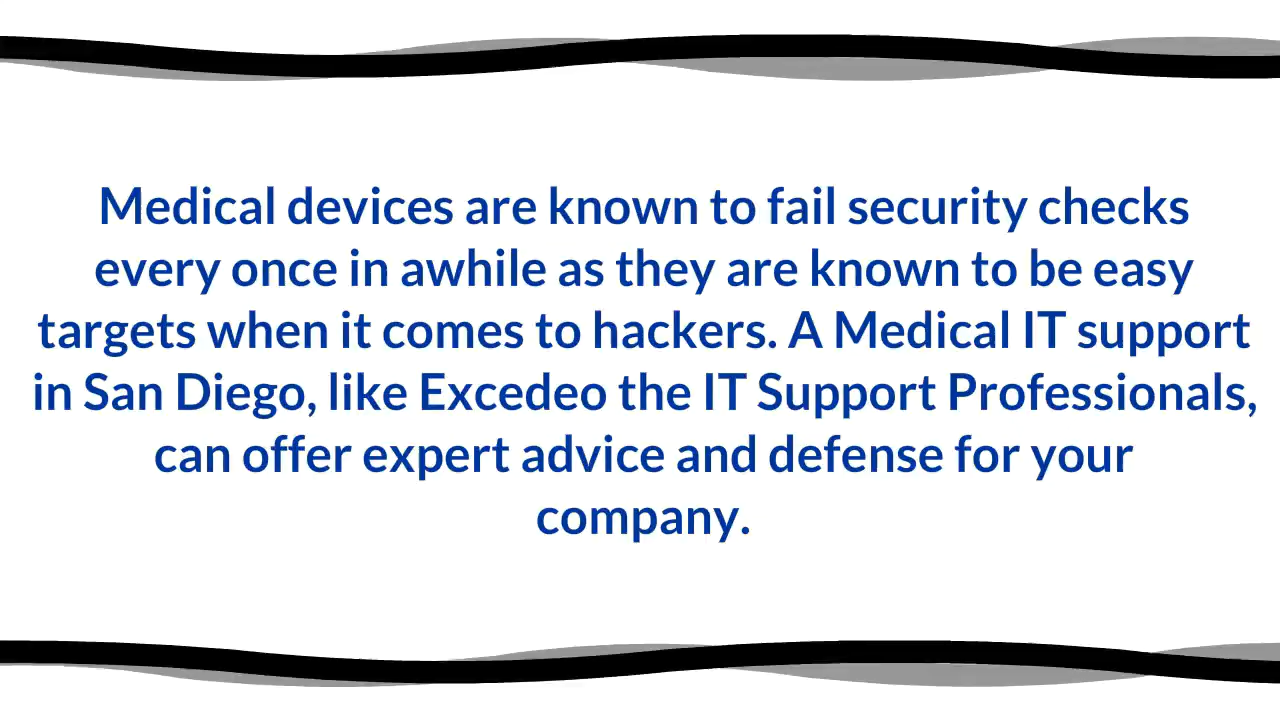 Medical devices are known to fail security checks
every once in awhile as they are known to be easy
targets when it comes to hackers. A Medical IT support
in San Diego, like Excedeo the IT Support Professionals,
can offer expert advice and defense for your
company.